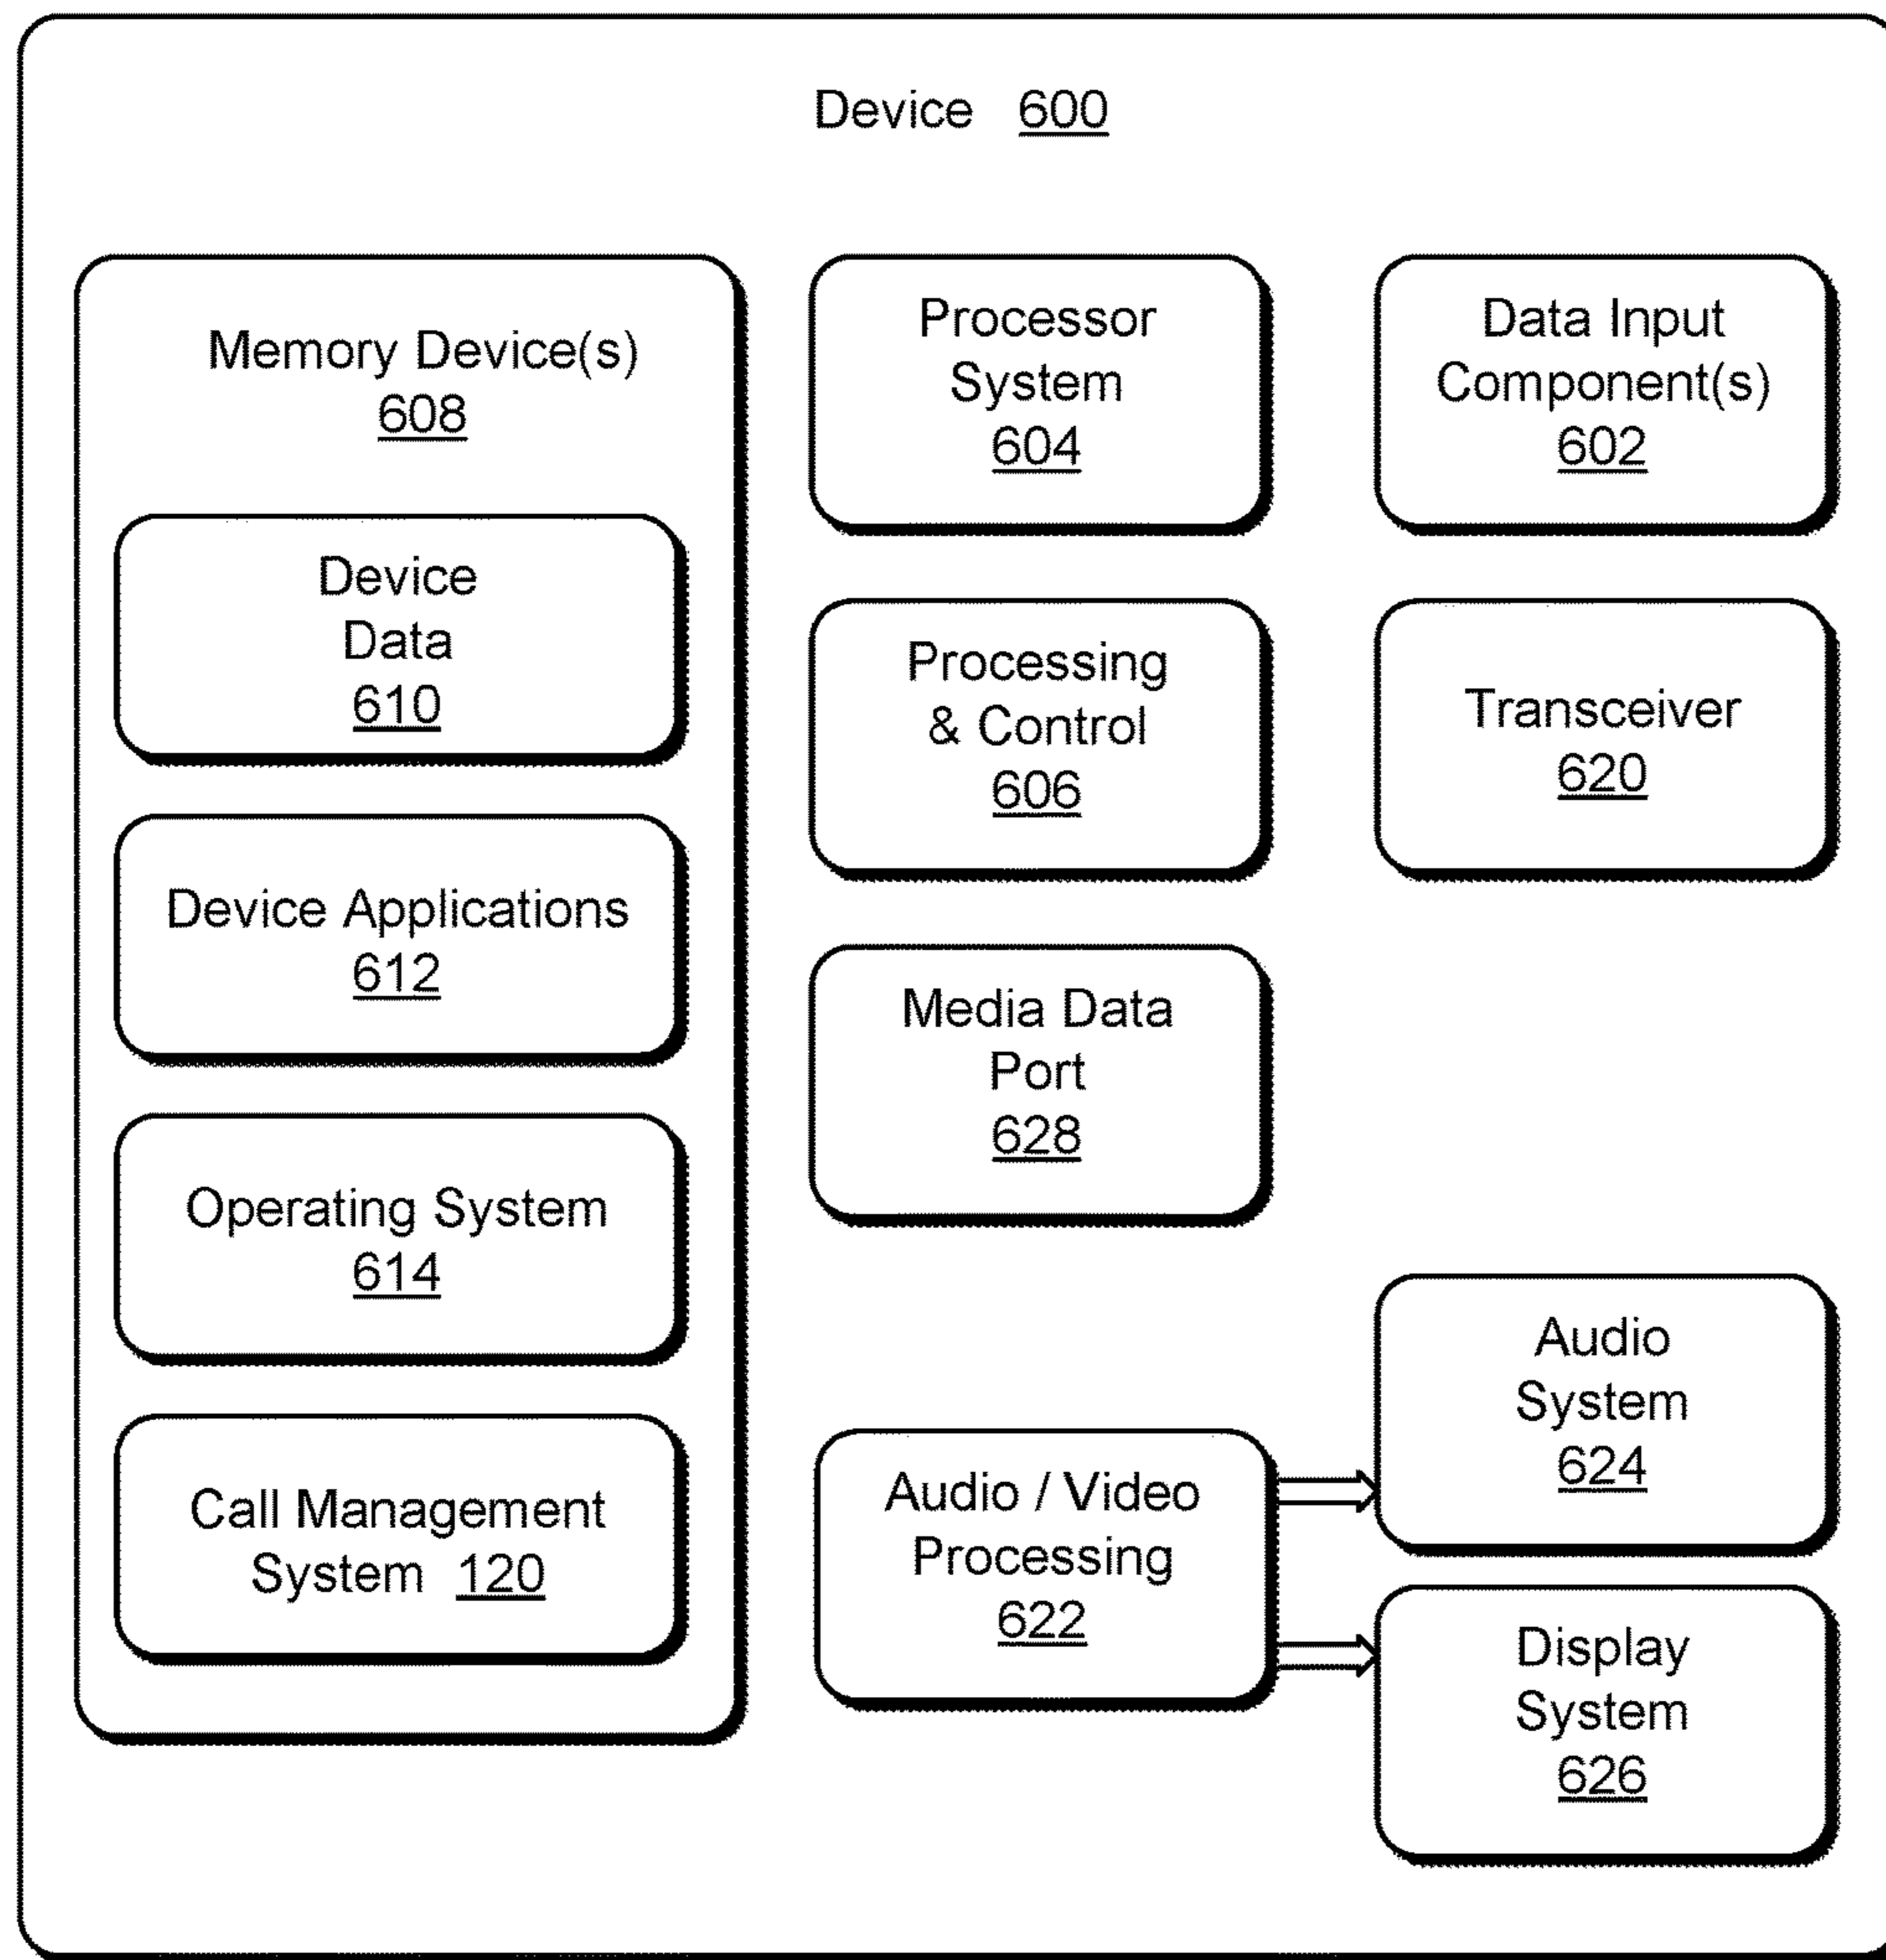 Device 600
Memory Device(s)
608
Device
Data
610
Device Applications
612
Operating System
614
Call Management
System 120
Processor
System
604
Processing
& Control
606
Media Data
Port
628
Audio / Video
Processing
622
Data Input
Component(s)
602
Transceiver
620
Audio
System
624
Display
System
626